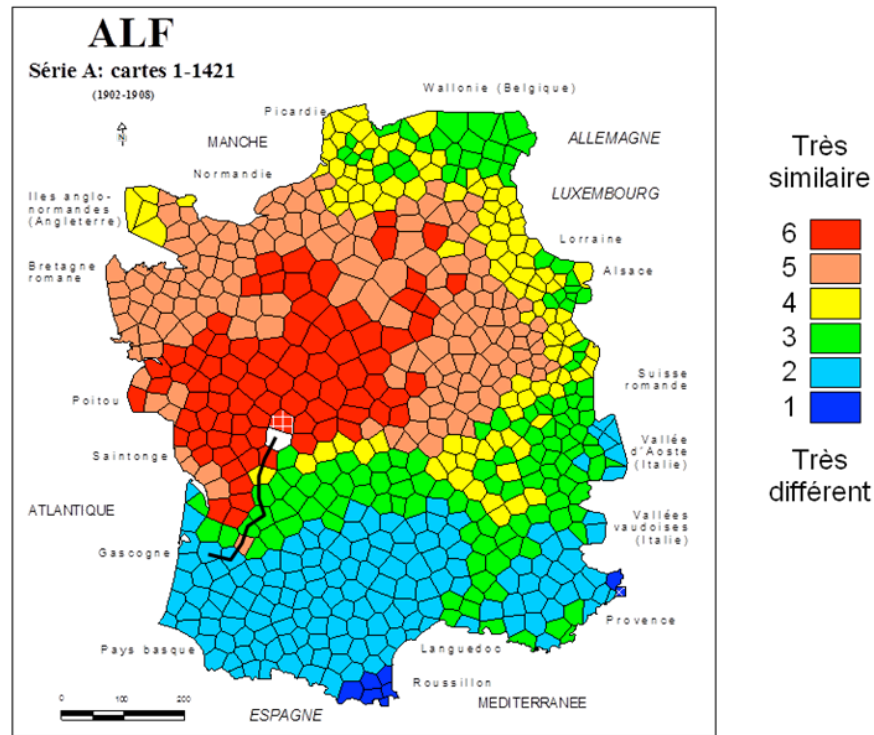 ALF
Série A: cartes 1-1421
(1902-1908)
N
Wallonie (Belgique)
Picardie
MANCHE
ALLEMAGNE
Normandie
LUXEMBOURG
Iles anglo-
normandes
(Angleterre)
Lorraine
Bretagne
romane
Alsace
Suisse
romande
Poitou
Vallée
d'Aoste
(Italie)
Saintonge
ATLANTIQUE
Vallées
vaudoises
(Italie)
Gascogne
Provence
Pays basque
Languedoc
Roussillon
MEDITERRANEE
ESPAGNE
0 100 200
Très
similaire
6
5
4
3
2
1
Très
différent